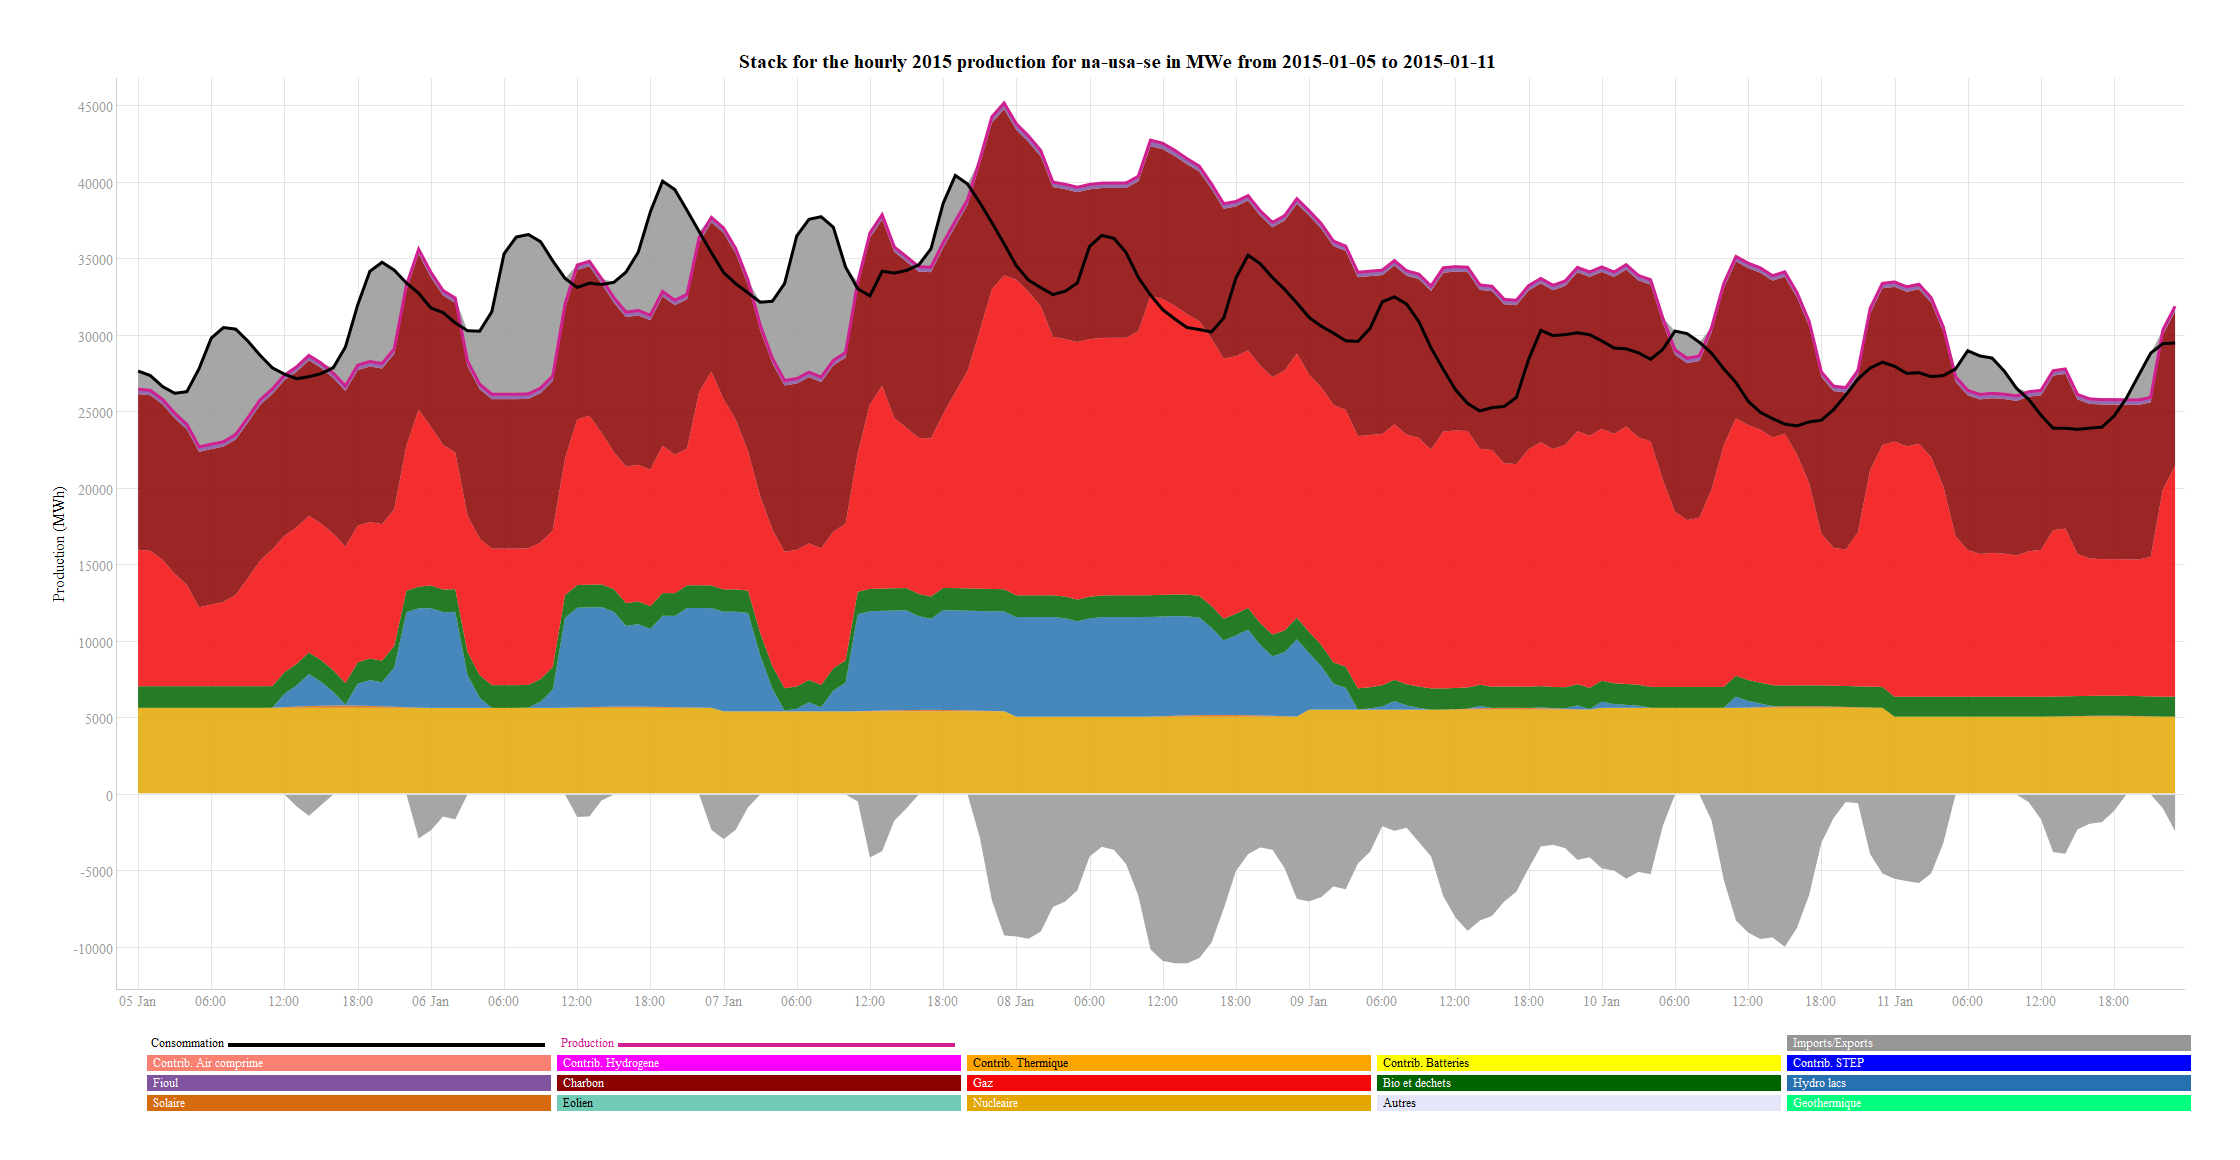 Stack for the hourly 2015 production for na-usa-se in MWe from 2015-01-05 to 2015-01-11
45000
40000
35000
30000
25000
20000
15000
10000
5000
0
-5000
-10000
Production (MWh)
05 Jan 06:00 12:00 18:00 06 Jan 06:00 12:00 18:00 07 Jan 06:00 12:00 18:00 08 Jan 06:00 12:00 18:00 09 Jan 06:00 12:00 18:00 10 Jan 06:00 12:00 18:00 11 Jan 06:00 12:00 18:00
Consommation Production Imports/Exports
Contrib. Air comprime Contrib. Hydrogene Contrib. Thermique Contrib. Batteries Contrib. STEP
Fioul Charbon Gaz Bio et dechets Hydro lacs
Solaire Eolien Nucleaire Autres Geothermique